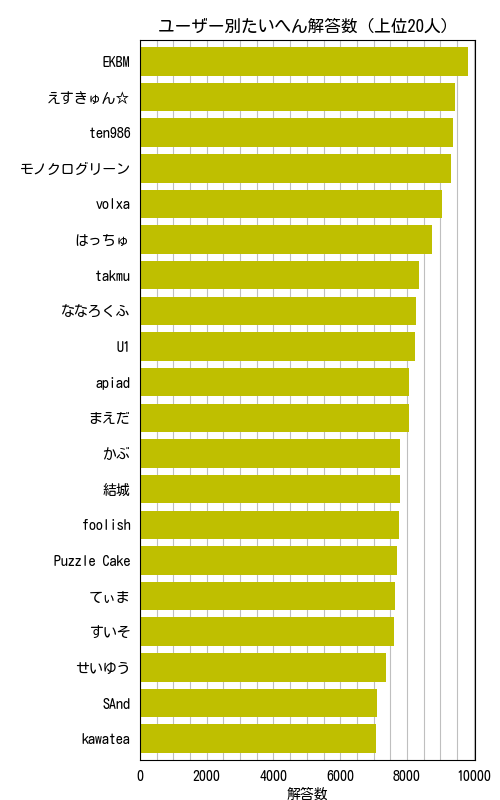 ユーザー別たいへん解答数（上位20人）
EKBM
えすきゅん☆
ten986
モノクログリーン
volxa
はっちゅ
takmu
ななろくふ
U1
apiad
まえだ
かぶ
結城
foolish
Puzzle Cake
てぃま
すいそ
せいゆう
SAnd
kawatea
0 2000 4000 6000 8000 10000
解答数